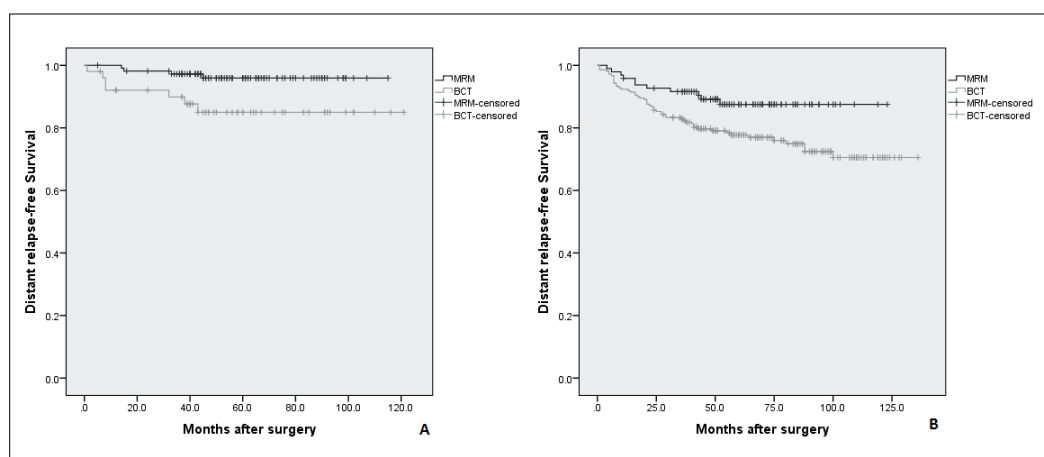 Distant relapse-free Survival
1.0
0.8
0.6
0.4
0.2
0.0
.0 20.0 40.0 60.0 80.0 100.0 120.0
Months after surgery
A
MRM
BCT
MRM-censored
BCT-censored
Distant relapse-free Survival
1.0
0.8
0.6
0.4
0.2
0.0
.0 25.0 50.0 75.0 100.0 125.0
Months after surgery
B
MRM
BCT
MRM-censored
BCT-censored